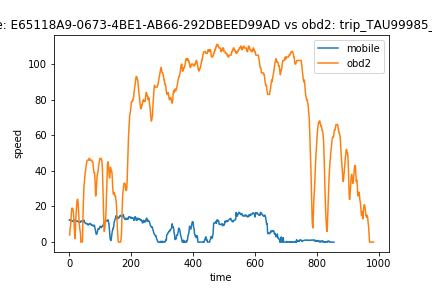 e: E65118A9-0673-4BE1-AB66-292DBEED99AD vs obd2: trip_TAU99985_
mobile
obd2
speed
100
80
60
40
20
0
0 200 400 600 800 1000
time